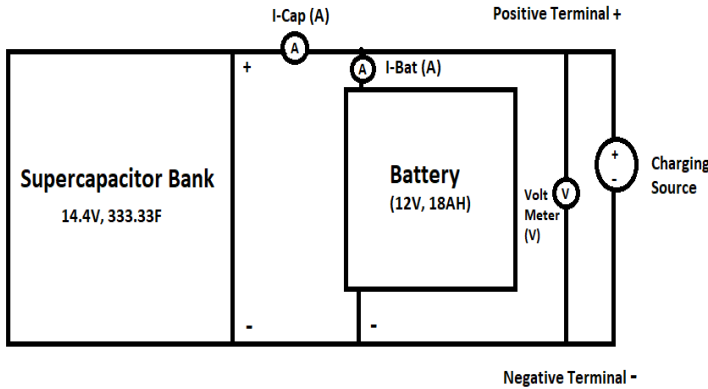 I-Cap (A)
Positive Terminal +
A
+
A
I-Bat (A)
Supercapacitor Bank
14.4V, 333.33F
Battery
(12V, 18AH)
Volt
Meter
(V)
V
+
-
Charging
Source
-
-
Negative Terminal -